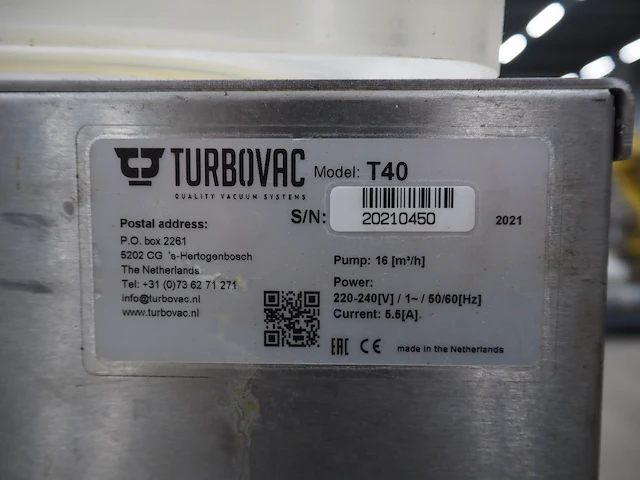 TURBOVAC Model: T40
QUALITY VACUUM SYSTEMS
S/N: 20210450 2021
Postal address:
P.O. box 2261
5202 CG 's-Hertogenbosch
The Netherlands
Tel: +31 (0)73 62 71 271
info@turbovac.nl
www.turbovac.nl
Pump: 16 [m³/h]
Power:
220-240[V] / 1~ / 50/60[Hz]
Current: 5.5[A]
EAC CE made in the Netherlands